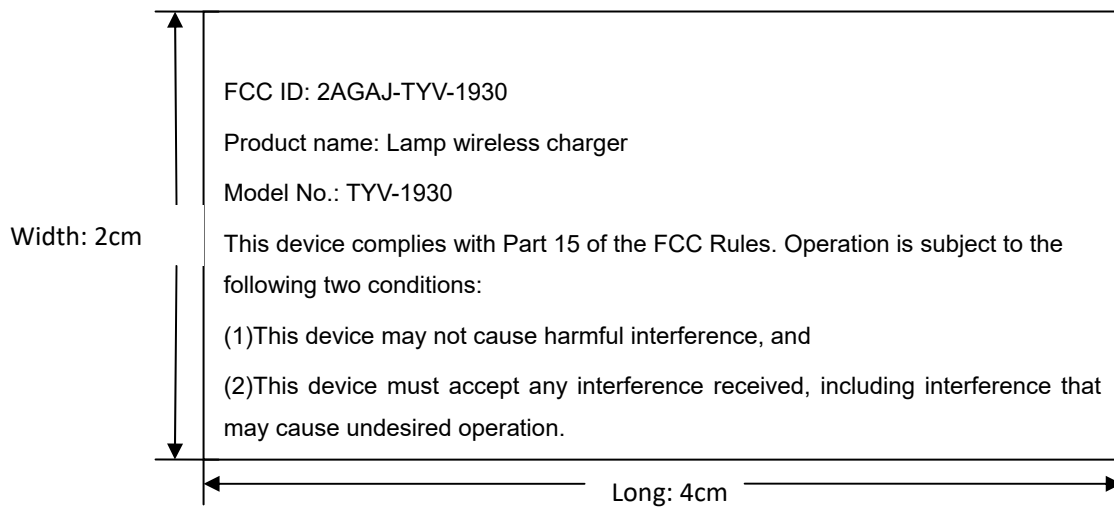 FCC ID: 2AGAJ-TYV-1930
Product name: Lamp wireless charger
Model No.: TYV-1930
Width: 2cm
This device complies with Part 15 of the FCC Rules. Operation is subject to the
following two conditions:
(1)This device may not cause harmful interference, and
(2)This device must accept any interference received, including interference that
may cause undesired operation.
Long: 4cm